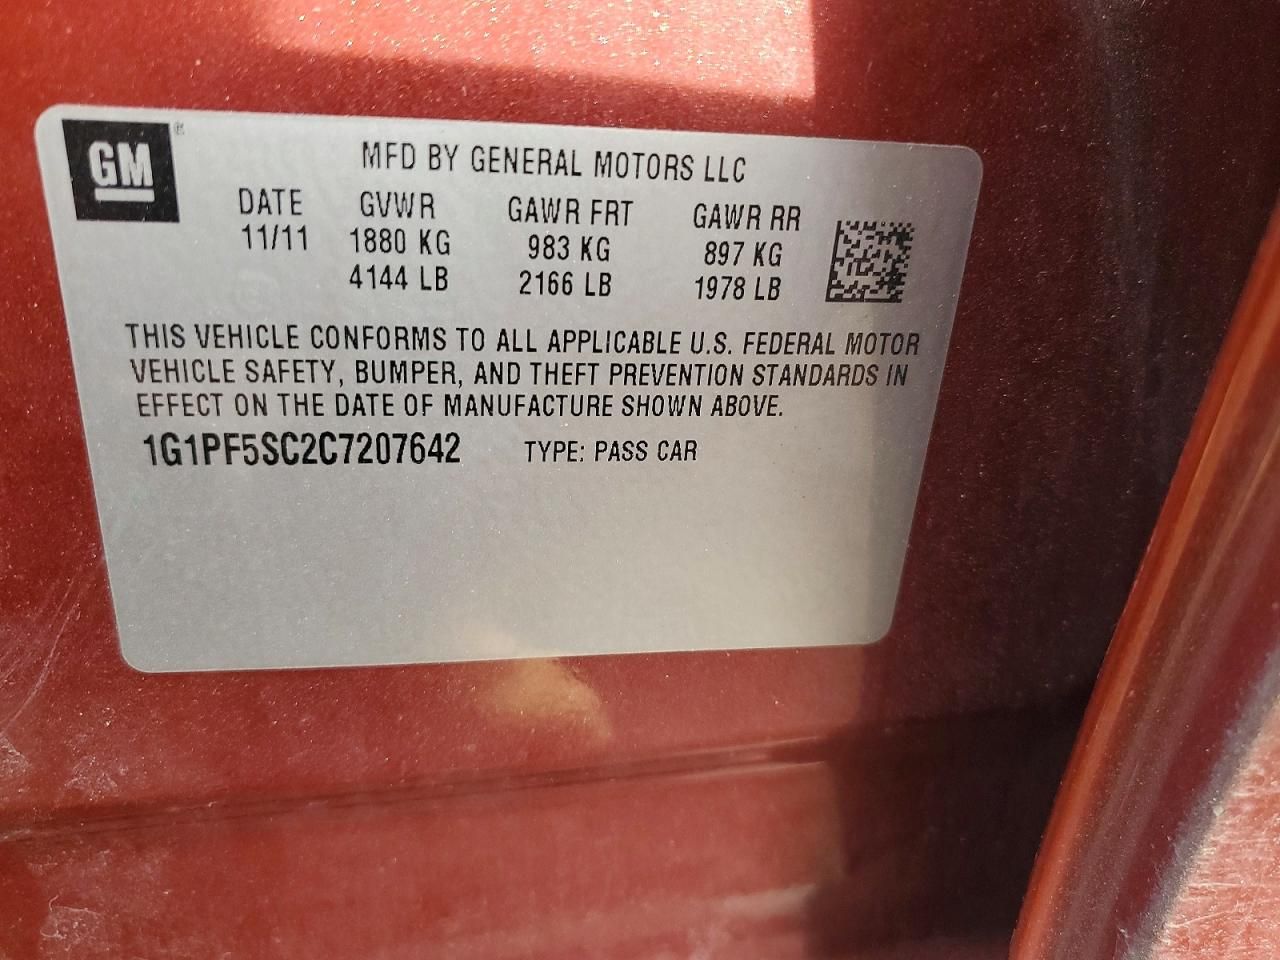 GM
MFD BY GENERAL MOTORS LLC
DATE GVWR GAWR FRT GAWR RR
11/11 1880 KG 983 KG 897 KG
4144 LB 2166 LB 1978 LB
THIS VEHICLE CONFORMS TO ALL APPLICABLE U.S. FEDERAL MOTOR
VEHICLE SAFETY, BUMPER, AND THEFT PREVENTION STANDARDS IN
EFFECT ON THE DATE OF MANUFACTURE SHOWN ABOVE.
1G1PF5SC2C7207642 TYPE: PASS CAR